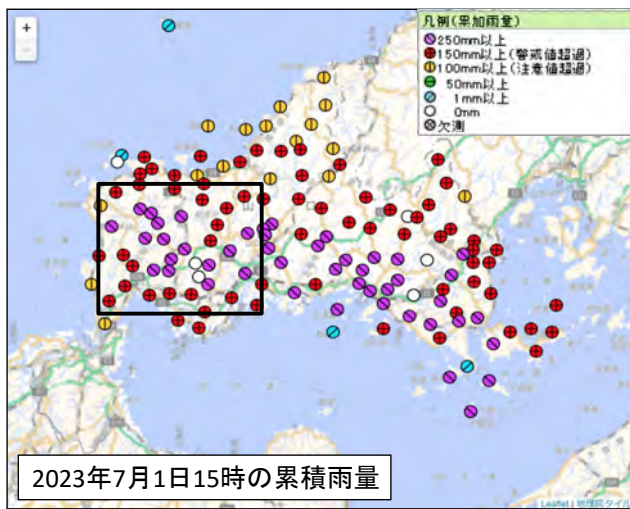 +
−
凡例(累加雨量)
250mm以上
150mm以上(警戒値超過)
100mm以上(注意値超過)
50mm以上
1mm以上
0mm
欠測
山
口
2023年7月1日15時の累積雨量
Leaflet | 地理院タイル